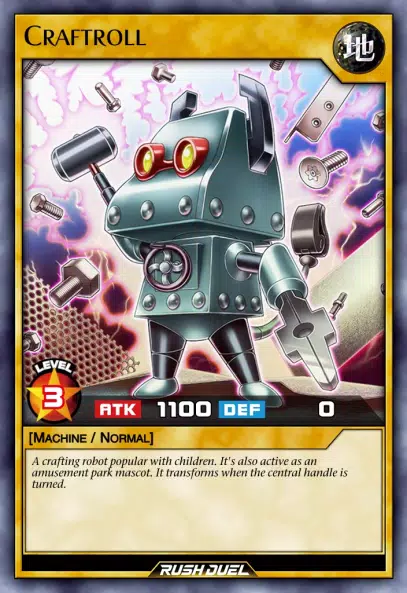 Craftroll
地
LEVEL
3
ATK 1100 DEF 0
[Machine / Normal]
A crafting robot popular with children. It's also active as an
amusement park mascot. It transforms when the central handle is
turned.
RUSH DUEL